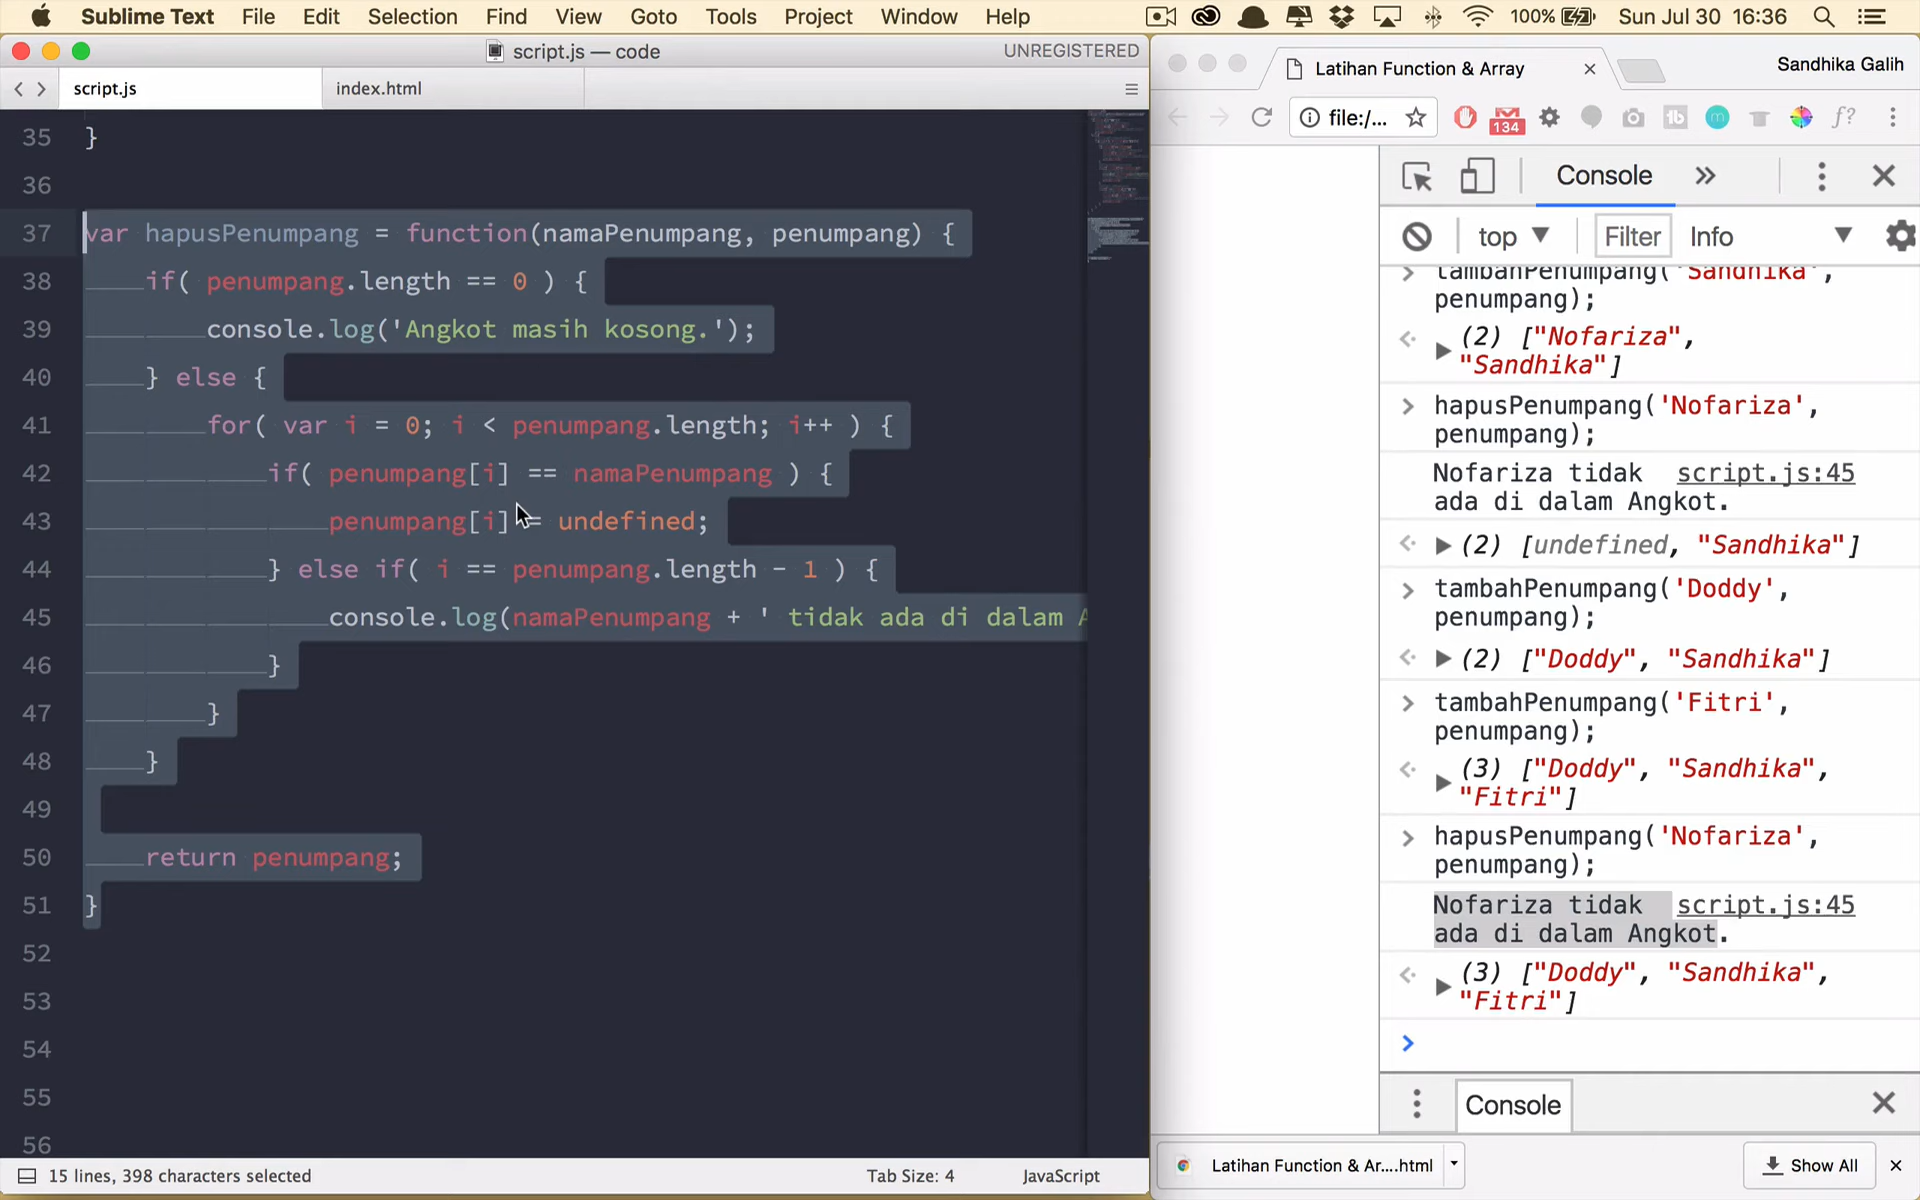 Sublime Text File Edit Selection Find View Goto Tools Project Window Help 100% Sun Jul 30 16:36
script.js — code UNREGISTERED
script.js index.html
35 }
36
37 var hapusPenumpang = function(namaPenumpang, penumpang) {
38 if( penumpang.length == 0 ) {
39 console.log('Angkot masih kosong.');
40 } else {
41 for( var i = 0; i < penumpang.length; i++ ) {
42 if( penumpang[i] == namaPenumpang ) {
43 penumpang[i] = undefined;
44 } else if( i == penumpang.length - 1 ) {
45 console.log(namaPenumpang + ' tidak ada di dalam A
46 }
47 }
48 }
49
50 return penumpang;
51 }
52
53
54
55
56
15 lines, 398 characters selected Tab Size: 4 JavaScript
Latihan Function & Array Sandhika Galih
file:/... 134 f?
Console
top Filter Info
tambahPenumpang('Sandhika',
penumpang);
(2) ["Nofariza",
"Sandhika"]
hapusPenumpang('Nofariza',
penumpang);
Nofariza tidak script.js:45
ada di dalam Angkot.
(2) [undefined, "Sandhika"]
tambahPenumpang('Doddy',
penumpang);
(2) ["Doddy", "Sandhika"]
tambahPenumpang('Fitri',
penumpang);
(3) ["Doddy", "Sandhika",
"Fitri"]
hapusPenumpang('Nofariza',
penumpang);
Nofariza tidak script.js:45
ada di dalam Angkot.
(3) ["Doddy", "Sandhika",
"Fitri"]
Console
Latihan Function & Ar....html Show All